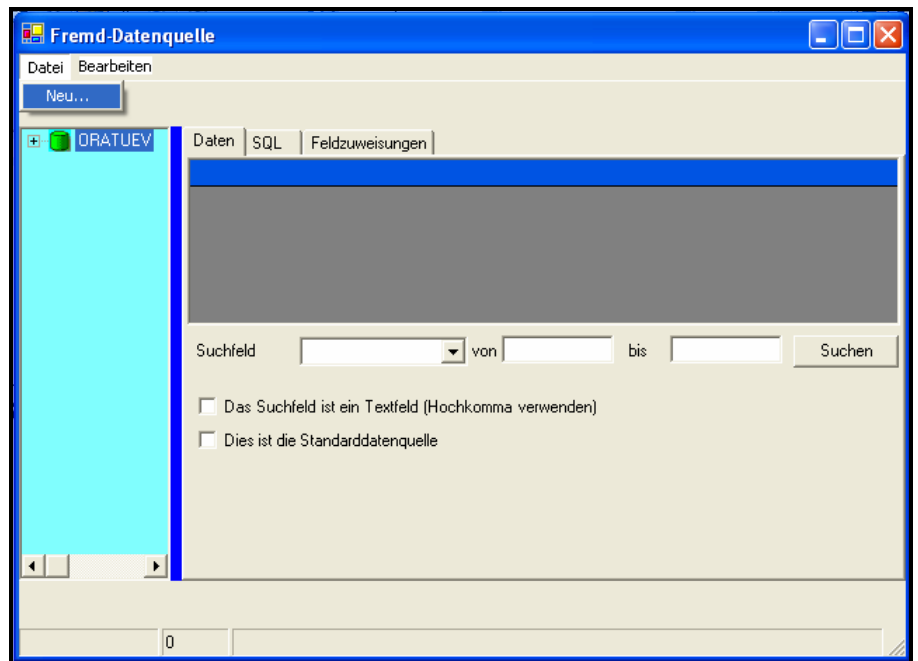 Fremd-Datenquelle
Datei Bearbeiten
Neu...
ORATUEV
Daten SQL Feldzuweisungen
Suchfeld von bis Suchen
Das Suchfeld ist ein Textfeld (Hochkomma verwenden)
Dies ist die Standarddatenquelle
0